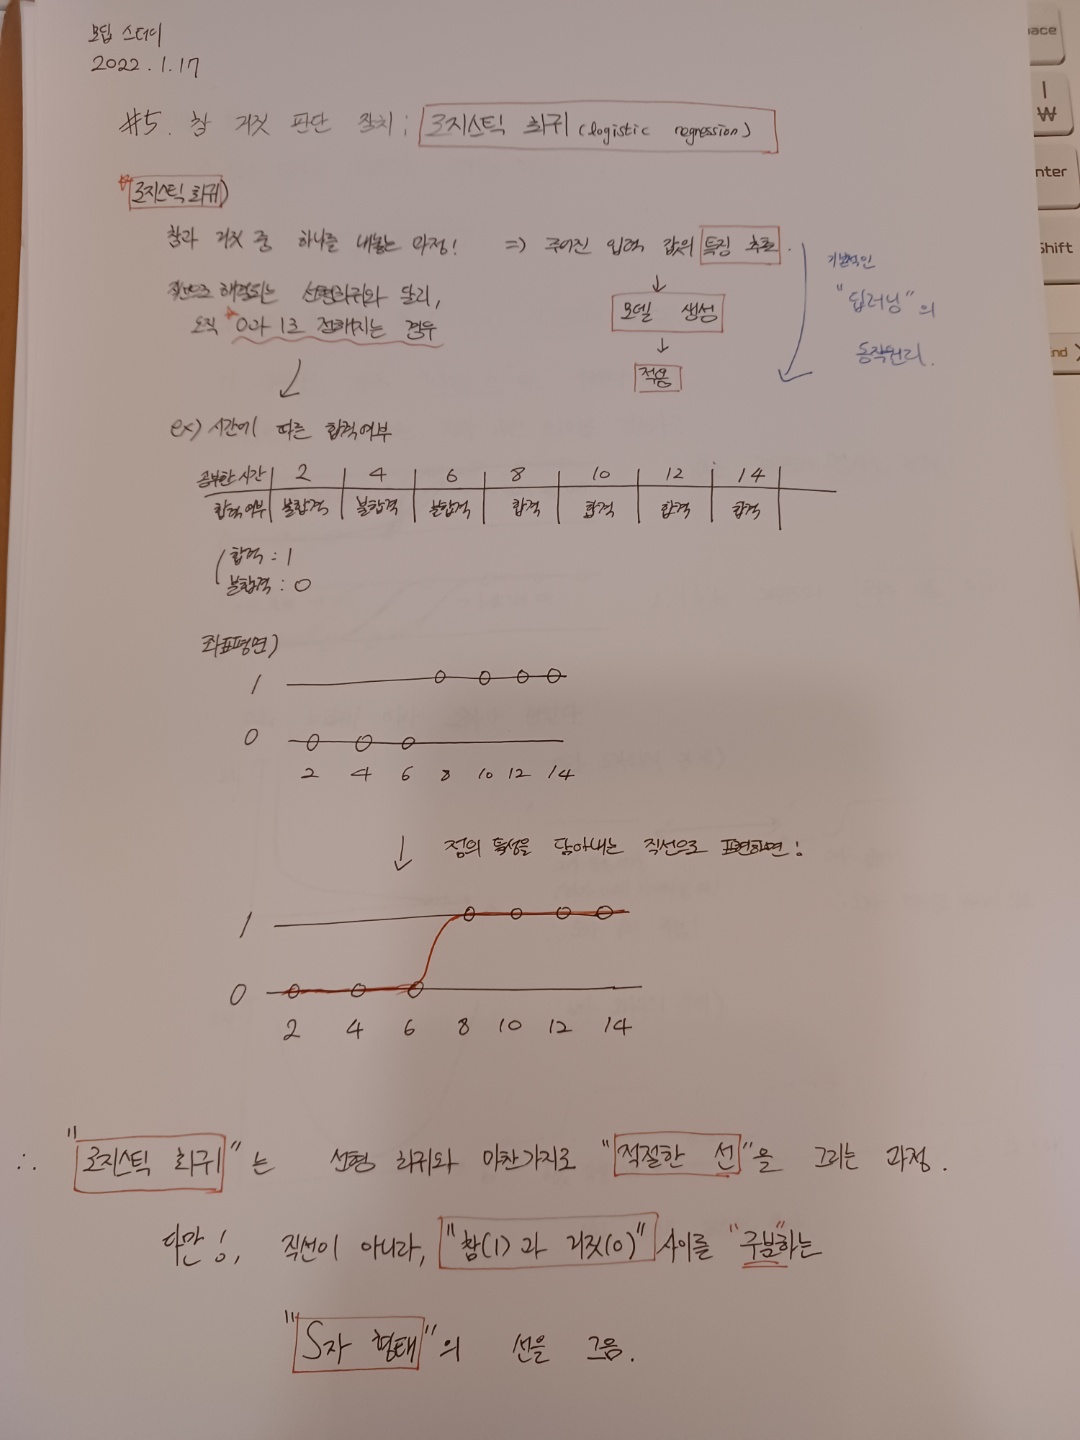 모딥 스터디
2022.1.17
#5. 참 거짓 판단 장치: 로지스틱 회귀 (logistic regression)
로지스틱 회귀)
참과 거짓 중 하나를 내놓는 과정! => 주어진 입력 값의 특징 추출.
직선으로 해결되는 선형회귀와 달리,
오직 0과 1로 전해지는 경우
↓
모델 생성
↓
적용
기본적인
"딥러닝"의
동작원리.
ex) 시간에 따른 합격여부
공부한 시간 2 4 6 8 10 12 14
합격여부 불합격 불합격 불합격 합격 합격 합격 합격
합격 : 1
불합격 : 0
좌표평면)
1
0
2 4 6 8 10 12 14
↓ 점의 특성을 담아내는 직선으로 표현하면!
1
0
2 4 6 8 10 12 14
∴ "로지스틱 회귀"는 선형 회귀와 마찬가지로 "적절한 선"을 그리는 과정.
다만!, 직선이 아니라, "참(1)과 거짓(0)" 사이를 "구분"하는
"S자 형태"의 선을 그음.
ace
₩
nter
Shift
nd